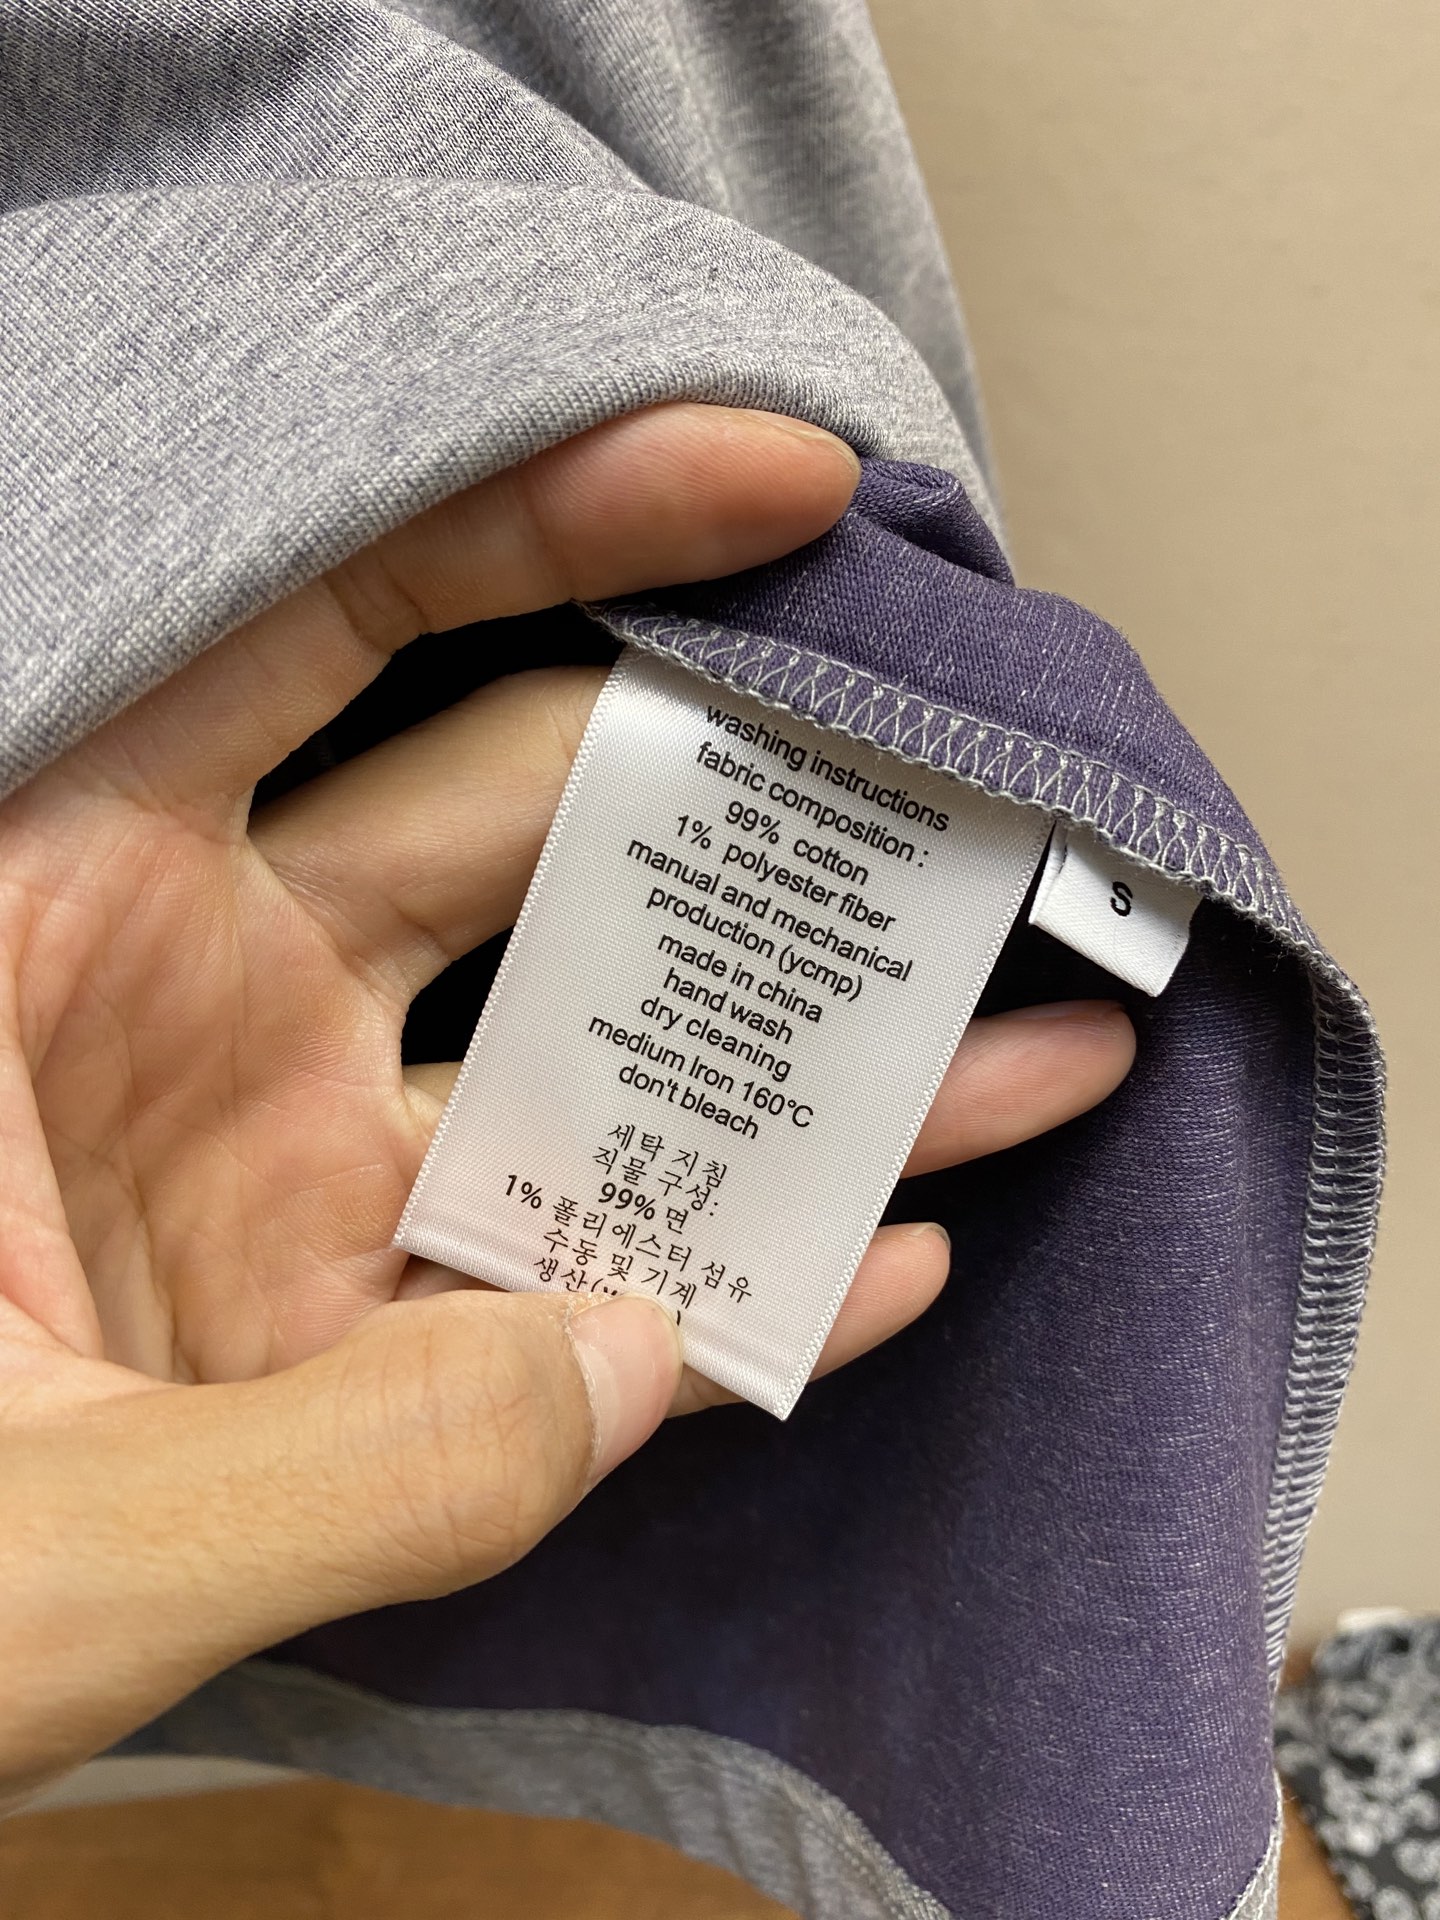 washing instructions
fabric composition :
99% cotton
1% polyester fiber
manual and mechanical
production (ycmp)
made in china
hand wash
dry cleaning
medium Iron 160°C
don't bleach
세탁 지침
직물 구성:
99% 면
1% 폴리에스터 섬유
수동 및 기계
생산(
S